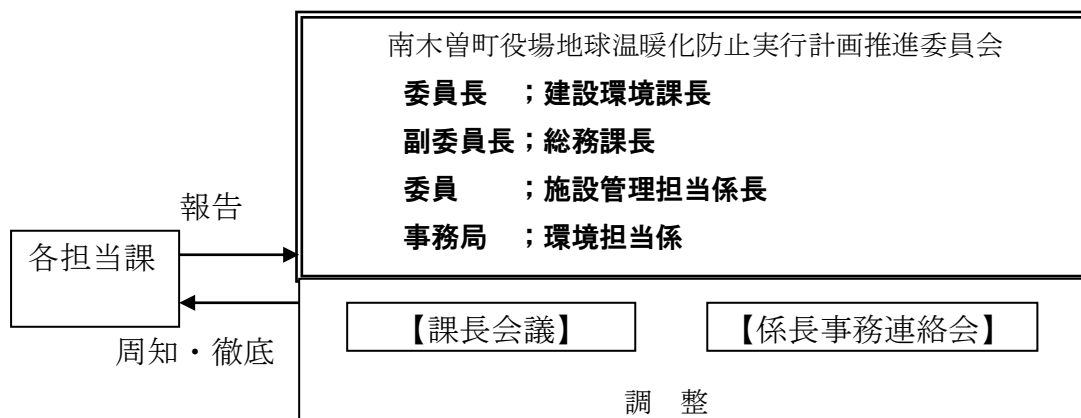 南木曽町役場地球温暖化防止実行計画推進委員会
委員長　；建設環境課長
副委員長；総務課長
委員　　；施設管理担当係長
事務局　；環境担当係
報告
各担当課
周知・徹底
【課長会議】
【係長事務連絡会】
調　整